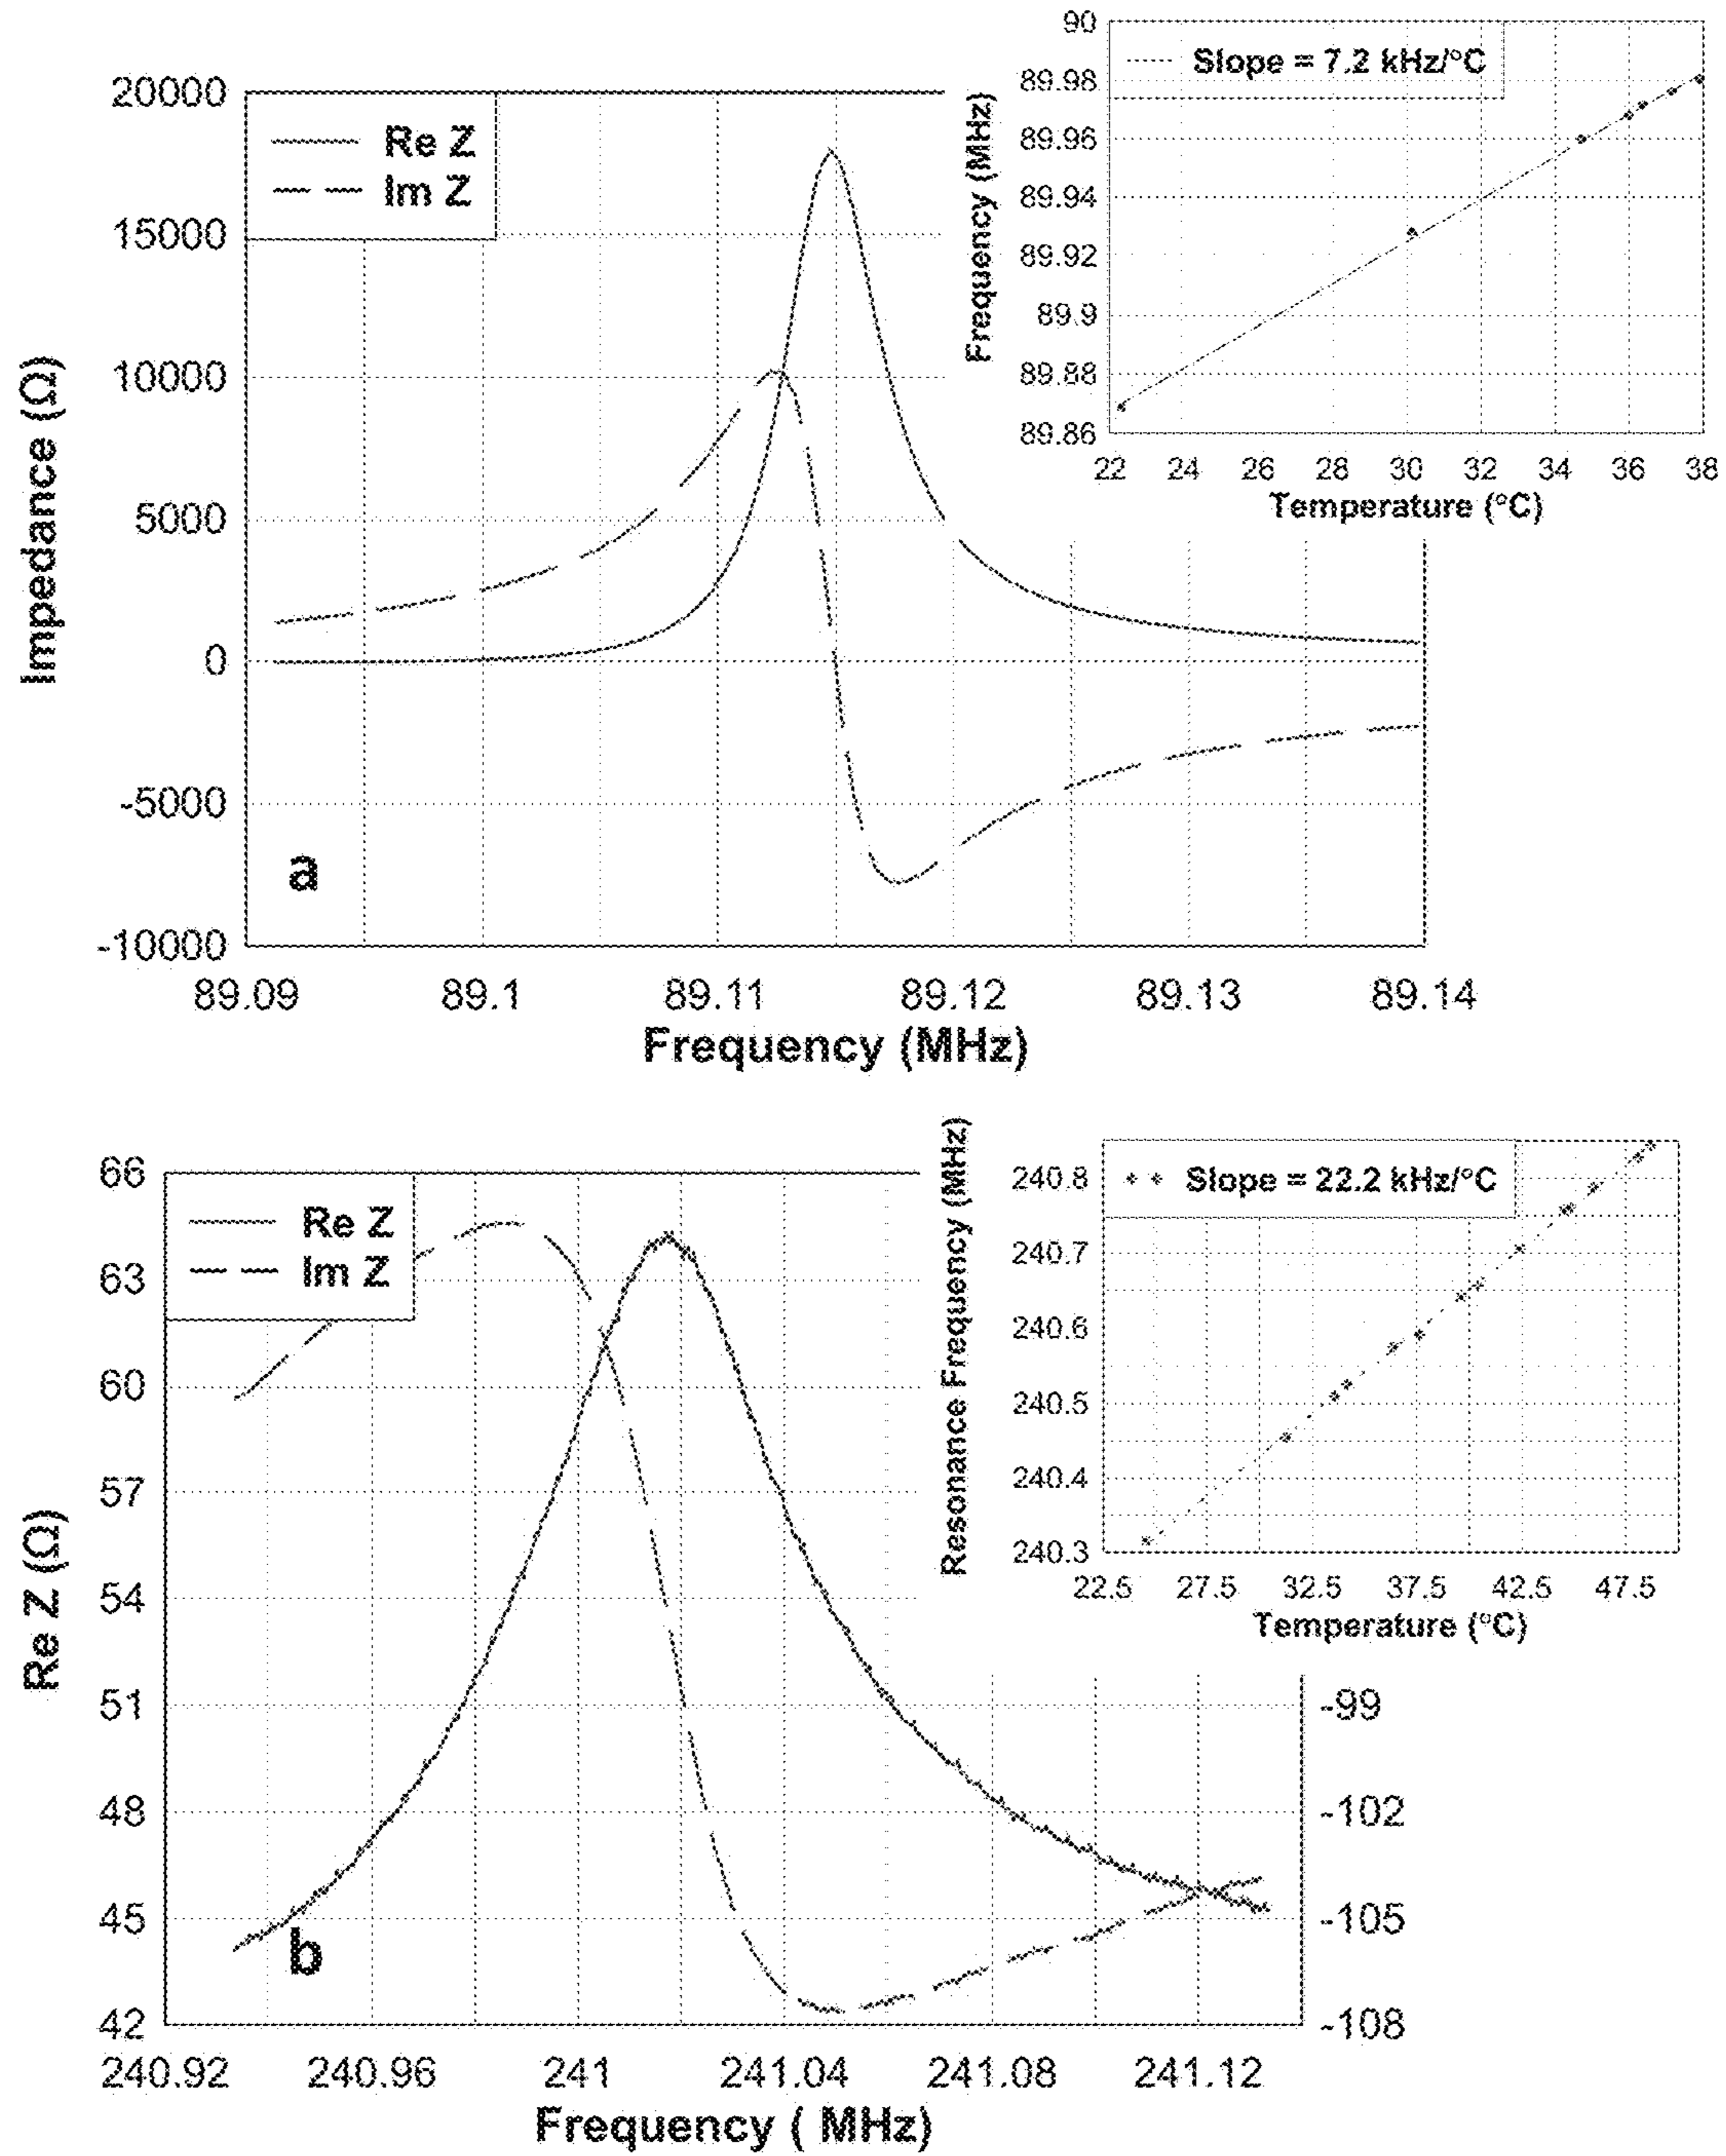 20000
15000
10000
5000
0
-5000
-10000
Impedance (Ω)
Re Z
Im Z
a
89.09 89.1 89.11 89.12 89.13 89.14
Frequency (MHz)
90
89.98
89.96
89.94
89.92
89.9
89.88
89.86
Frequency (MHz)
Slope = 7.2 kHz/°C
22 24 26 28 30 32 34 36 38
Temperature (°C)
66
63
60
57
54
51
48
45
42
Re Z (Ω)
Re Z
Im Z
b
-99
-102
-105
-108
240.92 240.96 241 241.04 241.08 241.12
Frequency ( MHz)
240.8
240.7
240.6
240.5
240.4
240.3
Resonance Frequency (MHz)
Slope = 22.2 kHz/°C
22.5 27.5 32.5 37.5 42.5 47.5
Temperature (°C)